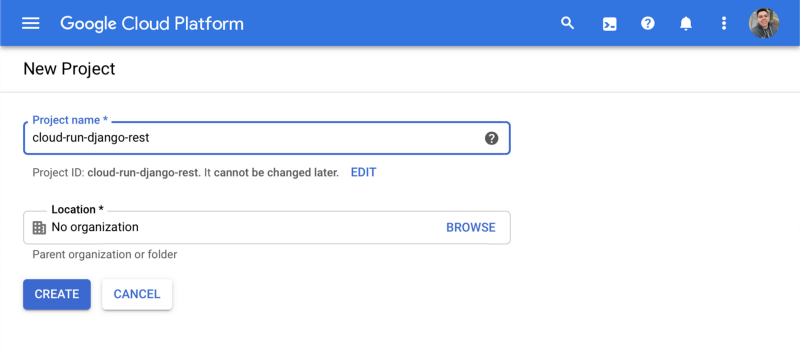 Google Cloud Platform
New Project
Project name *
cloud-run-django-rest
Project ID: cloud-run-django-rest. It cannot be changed later. EDIT
Location *
No organization BROWSE
Parent organization or folder
CREATE CANCEL